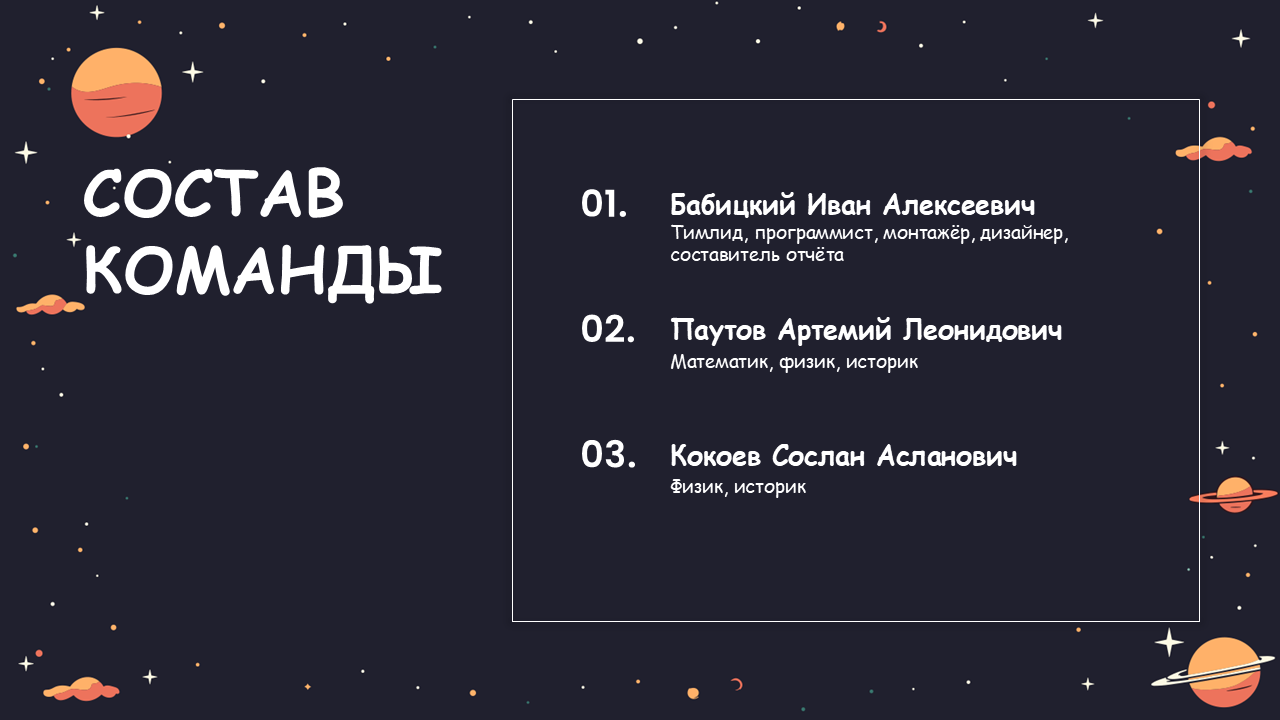 СОСТАВ
КОМАНДЫ
01.
Бабицкий Иван Алексеевич
Тимлид, программист, монтажёр, дизайнер,
составитель отчёта
02.
Паутов Артемий Леонидович
Математик, физик, историк
03.
Кокоев Сослан Асланович
Физик, историк